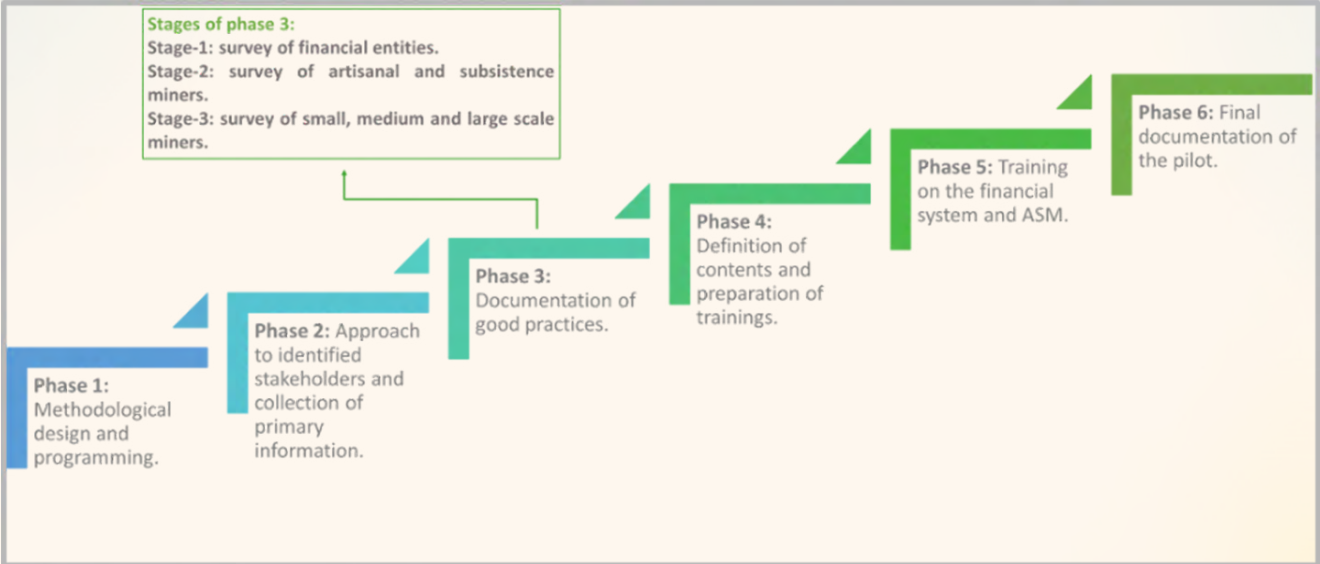 Stages of phase 3:
Stage-1: survey of financial entities.
Stage-2: survey of artisanal and subsistence
miners.
Stage-3: survey of small, medium and large scale
miners.
Phase 1:
Methodological
design and
programming.
Phase 2: Approach
to identified
stakeholders and
collection of
primary
information.
Phase 3:
Documentation of
good practices.
Phase 4:
Definition of
contents and
preparation of
trainings.
Phase 5: Training
on the financial
system and ASM.
Phase 6: Final
documentation of
the pilot.